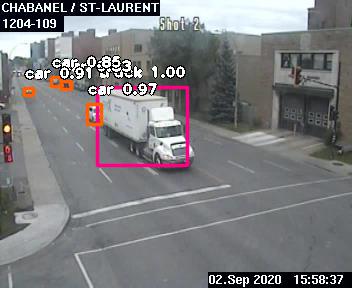 CHABANEL / ST-LAURENT
1204-109
Shot 2
car 0.85
car 0.91 truck 1.00
car 0.97
02.Sep 2020 15:58:37